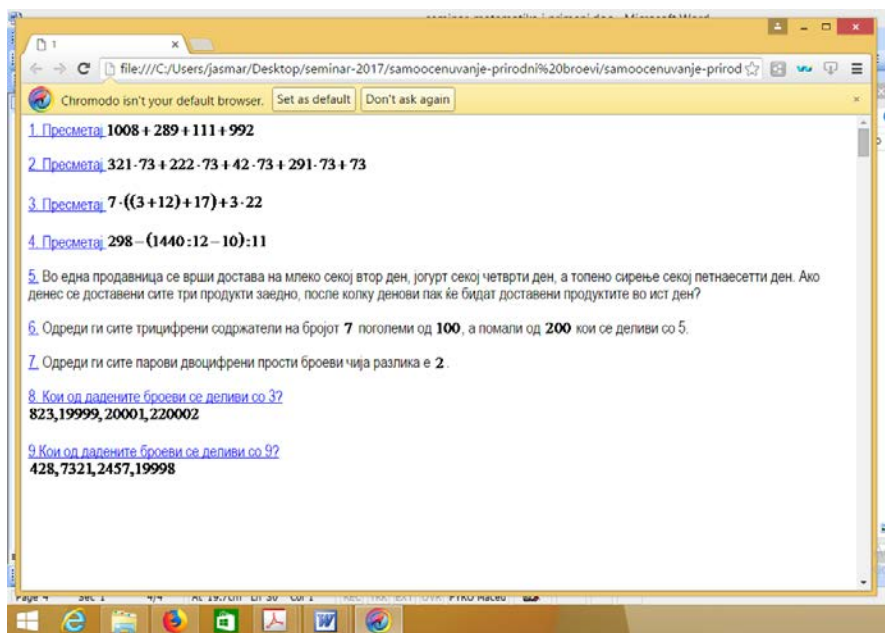 1
file:///C:/Users/jasmar/Desktop/seminar-2017/samoocenuvanje-prirodni%20broevi/samoocenuvanje-prirod
Chromodo isn't your default browser. Set as default Don't ask again
1. Пресметај 1008 + 289 + 111 + 992
2. Пресметај 321 · 73 + 222 · 73 + 42 · 73 + 291 · 73 + 73
3. Пресметај 7 · ((3 + 12) + 17) + 3 · 22
4. Пресметај 298 – (1440 : 12 – 10) : 11
5. Во една продавница се врши достава на млеко секој втор ден, јогурт секој четврти ден, а топено сирење секој петнаесетти ден. Ако
денес се доставени сите три продукти заедно, после колку денови пак ќе бидат доставени продуктите во ист ден?
6. Одреди ги сите трицифрени содржатели на бројот 7 поголеми од 100, а помали од 200 кои се деливи со 5.
7. Одреди ги сите парови двоцифрени прости броеви чија разлика е 2.
8. Кои од дадените броеви се деливи со 3?
823,19999,20001,220002
9.Кои од дадените броеви се деливи со 9?
428,7321,2457,19998